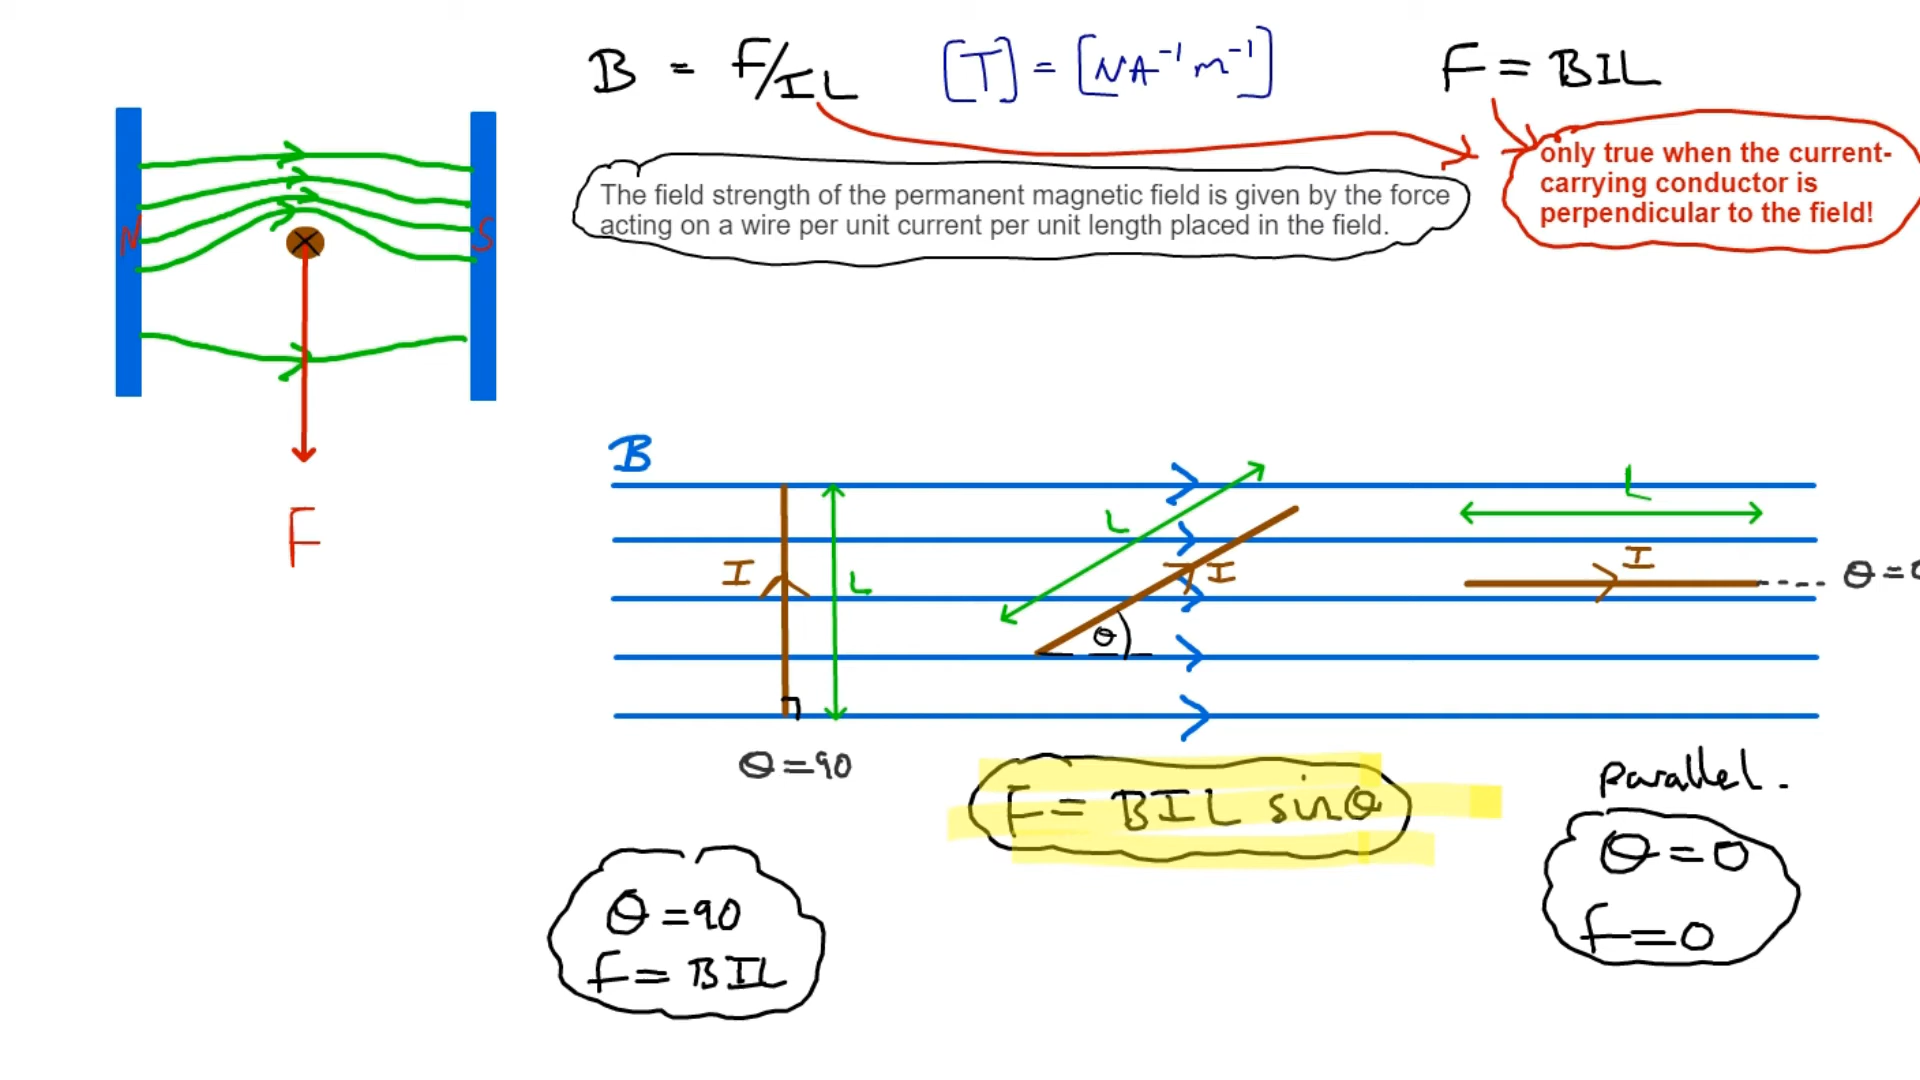 B = F/IL
[T] = [NA⁻¹m⁻¹]
F = BIL
only true when the current-
carrying conductor is
perpendicular to the field!
The field strength of the permanent magnetic field is given by the force
acting on a wire per unit current per unit length placed in the field.
N
S
F
B
I
L
L
I
θ
L
I
θ =
θ = 90
F = BIL sinθ
parallel.
θ = 0
F = 0
θ = 90
F = BIL